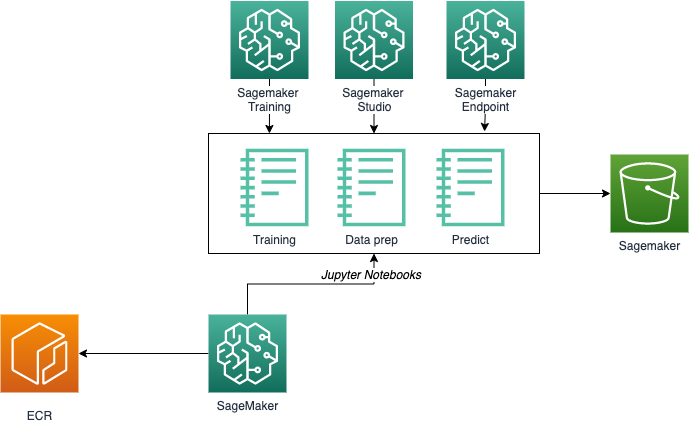 Sagemaker
Training
Sagemaker
Studio
Sagemaker
Endpoint
Training
Data prep
Predict
Sagemaker
Jupyter Notebooks
SageMaker
ECR